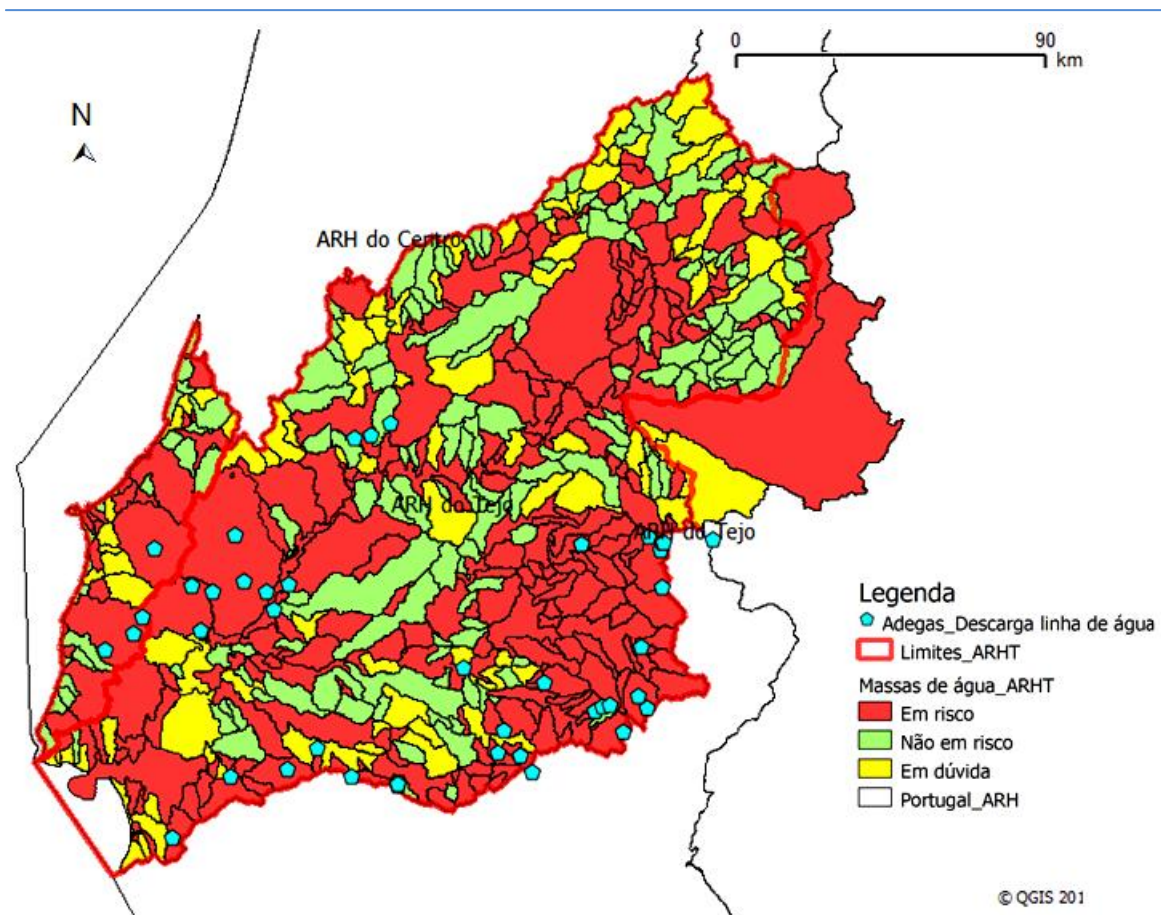 0 90
km
N
ARH do Centro
ARH do Tejo
ARH do Tejo
Legenda
Adegas_Descarga linha de água
Limites_ARHT
Massas de água_ARHT
Em risco
Não em risco
Em dúvida
Portugal_ARH
© QGIS 201